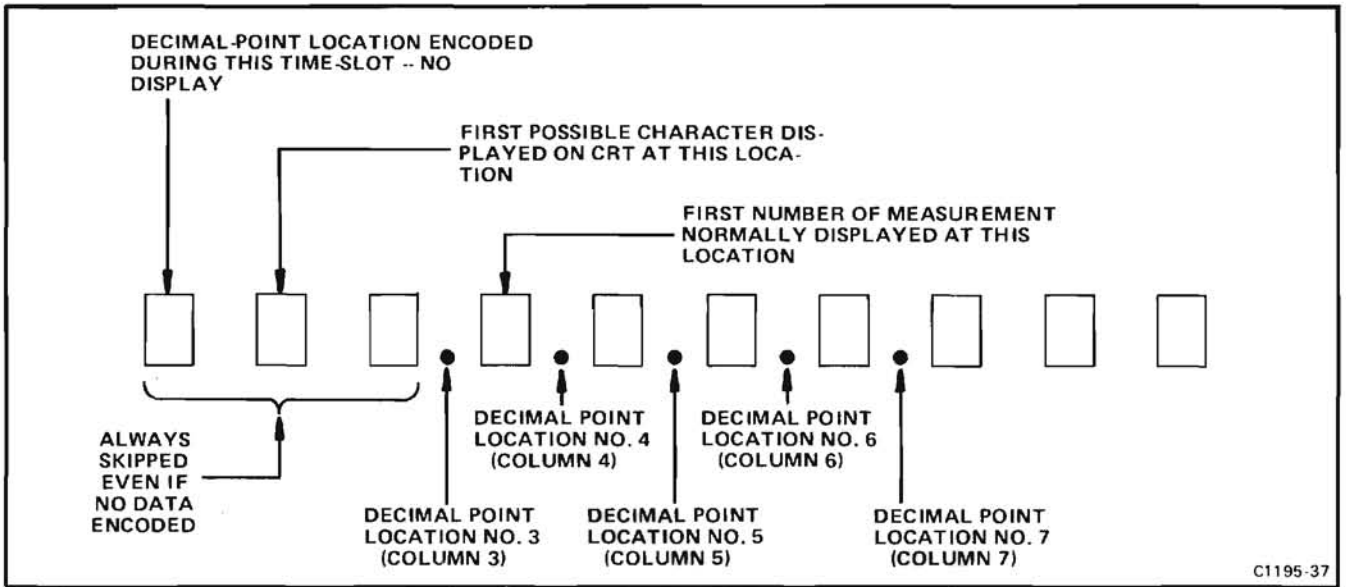 DECIMAL-POINT LOCATION ENCODED
DURING THIS TIME-SLOT -- NO
DISPLAY
FIRST POSSIBLE CHARACTER DIS-
PLAYED ON CRT AT THIS LOCA-
TION
FIRST NUMBER OF MEASUREMENT
NORMALLY DISPLAYED AT THIS
LOCATION
ALWAYS
SKIPPED
EVEN IF
NO DATA
ENCODED
DECIMAL POINT
LOCATION NO. 3
(COLUMN 3)
DECIMAL POINT
LOCATION NO. 4
(COLUMN 4)
DECIMAL POINT
LOCATION NO. 5
(COLUMN 5)
DECIMAL POINT
LOCATION NO. 6
(COLUMN 6)
DECIMAL POINT
LOCATION NO. 7
(COLUMN 7)
C1195-37